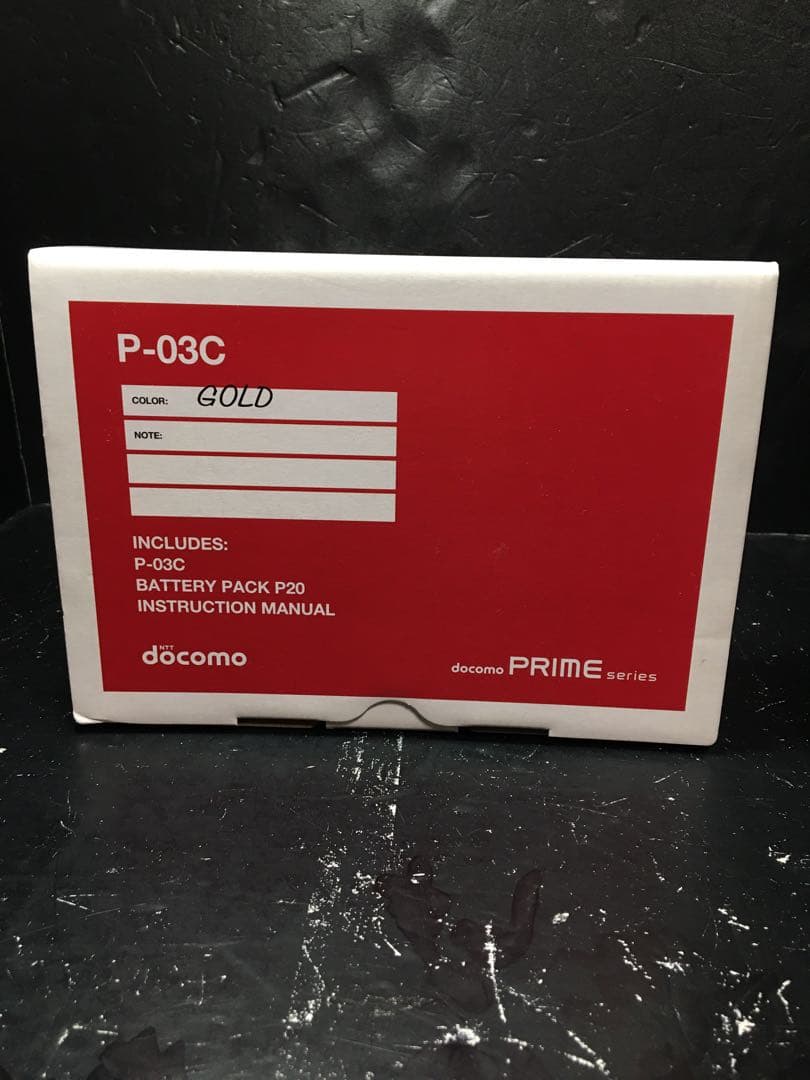 P-03C
COLOR: GOLD
NOTE:
INCLUDES:
P-03C
BATTERY PACK P20
INSTRUCTION MANUAL
NTT
docomo
docomo PRIME series